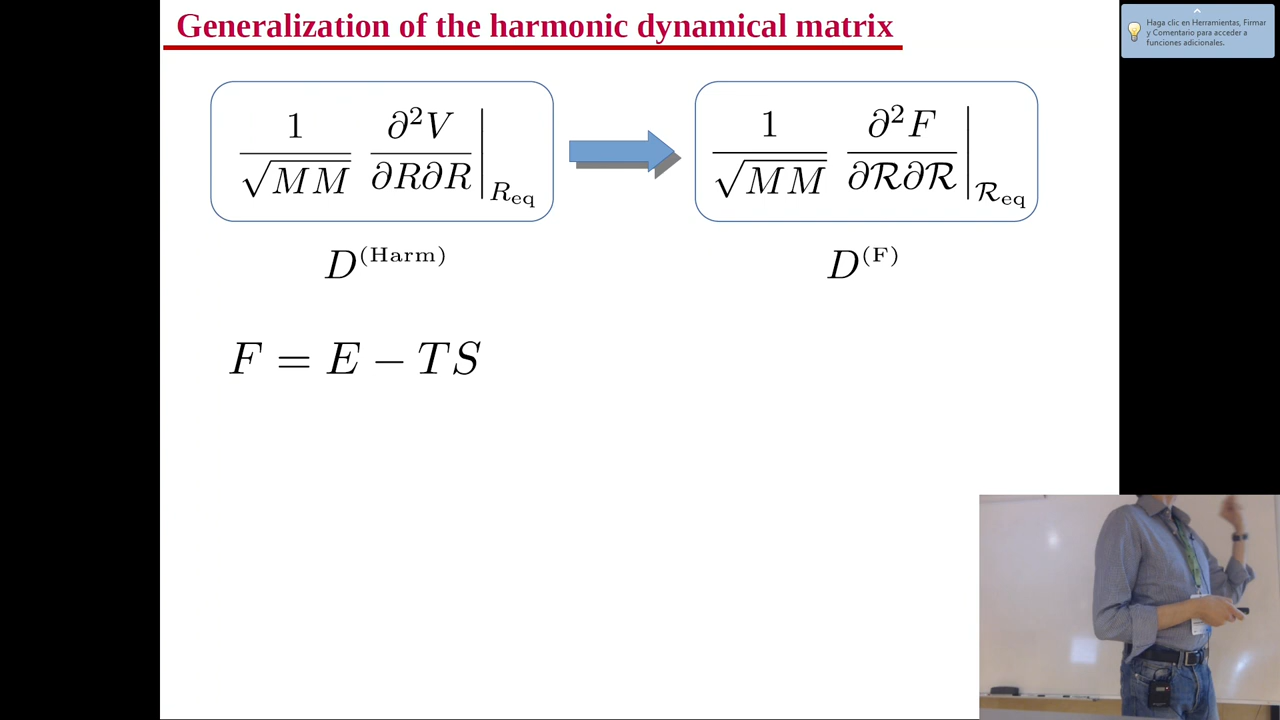 Generalization of the harmonic dynamical matrix
Haga clic en Herramientas, Firmar
y Comentario para acceder a
funciones adicionales.
1/√MM ∂²V/∂R∂R |R_eq
1/√MM ∂²F/∂𝓡∂𝓡 |𝓡_eq
D^(Harm)
D^(F)
F = E − TS